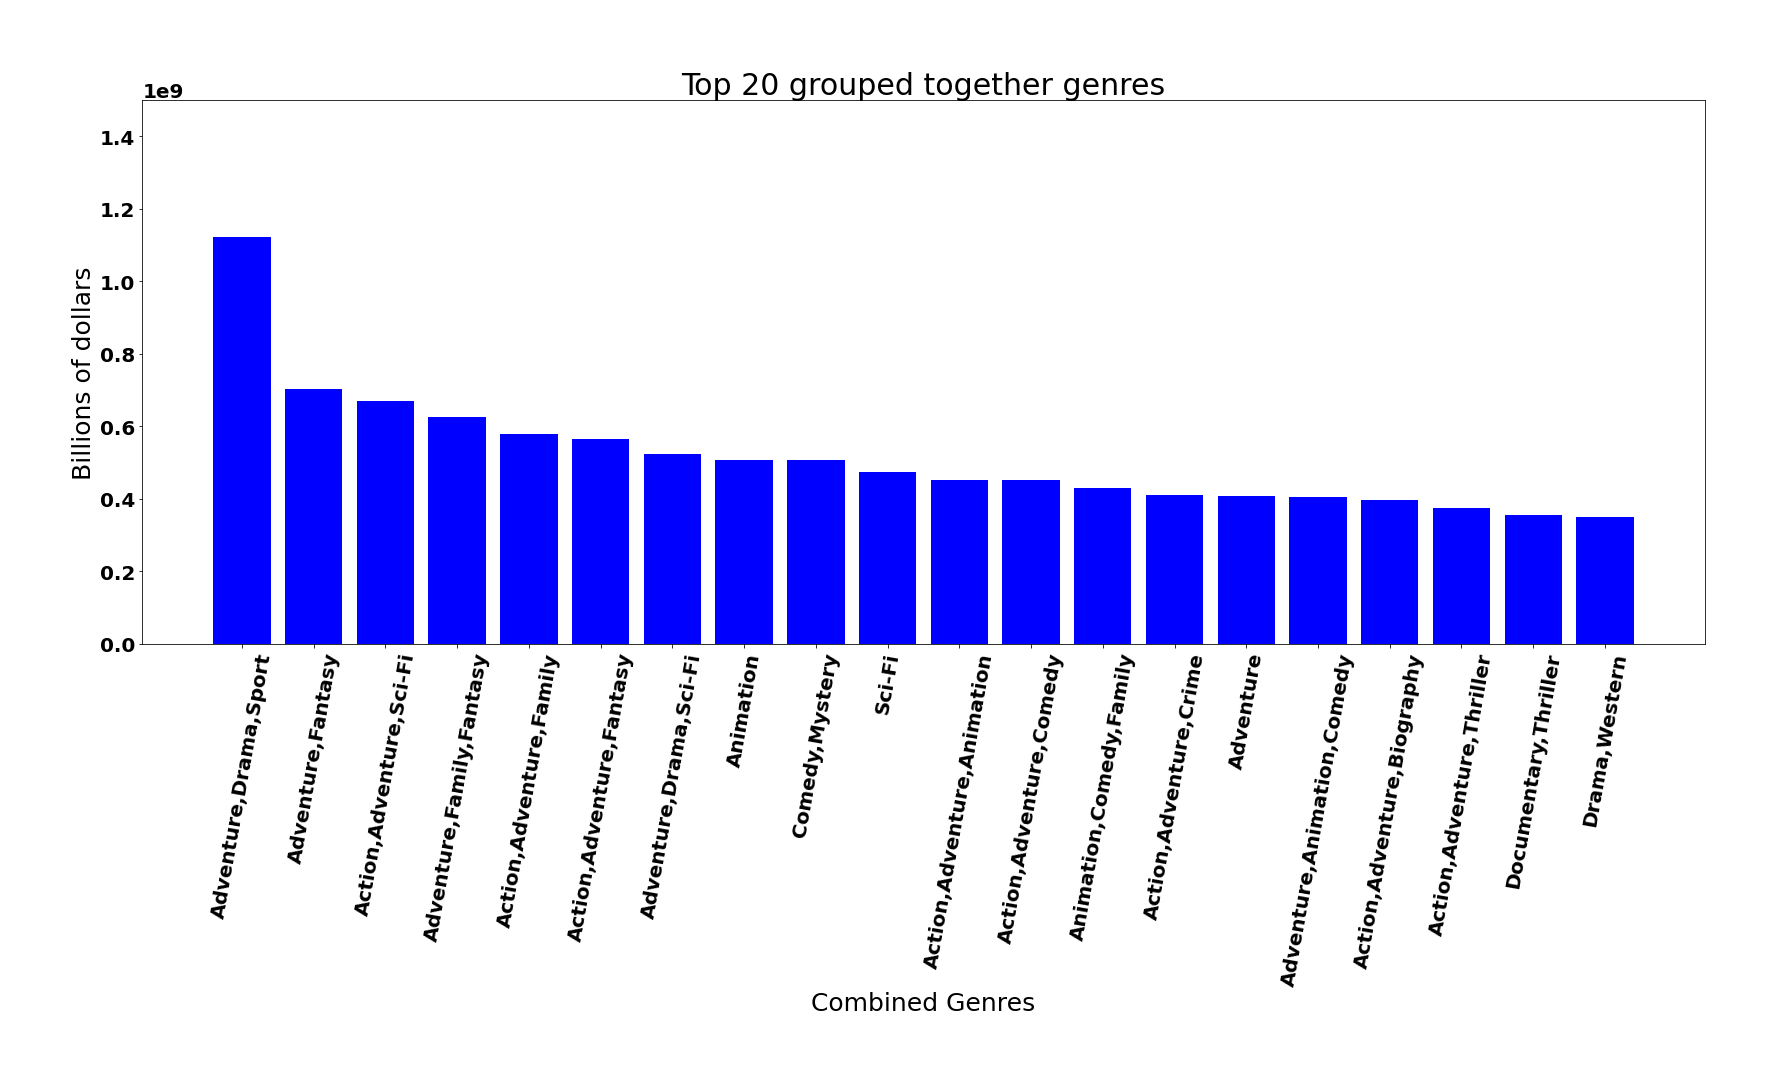 Top 20 grouped together genres
1e9
1.4
1.2
1.0
0.8
0.6
0.4
0.2
0.0
Billions of dollars
Adventure,Drama,Sport
Adventure,Fantasy
Action,Adventure,Sci-Fi
Adventure,Family,Fantasy
Action,Adventure,Family
Action,Adventure,Fantasy
Adventure,Drama,Sci-Fi
Animation
Comedy,Mystery
Sci-Fi
Action,Adventure,Animation
Action,Adventure,Comedy
Animation,Comedy,Family
Action,Adventure,Crime
Adventure
Adventure,Animation,Comedy
Action,Adventure,Biography
Action,Adventure,Thriller
Documentary,Thriller
Drama,Western
Combined Genres